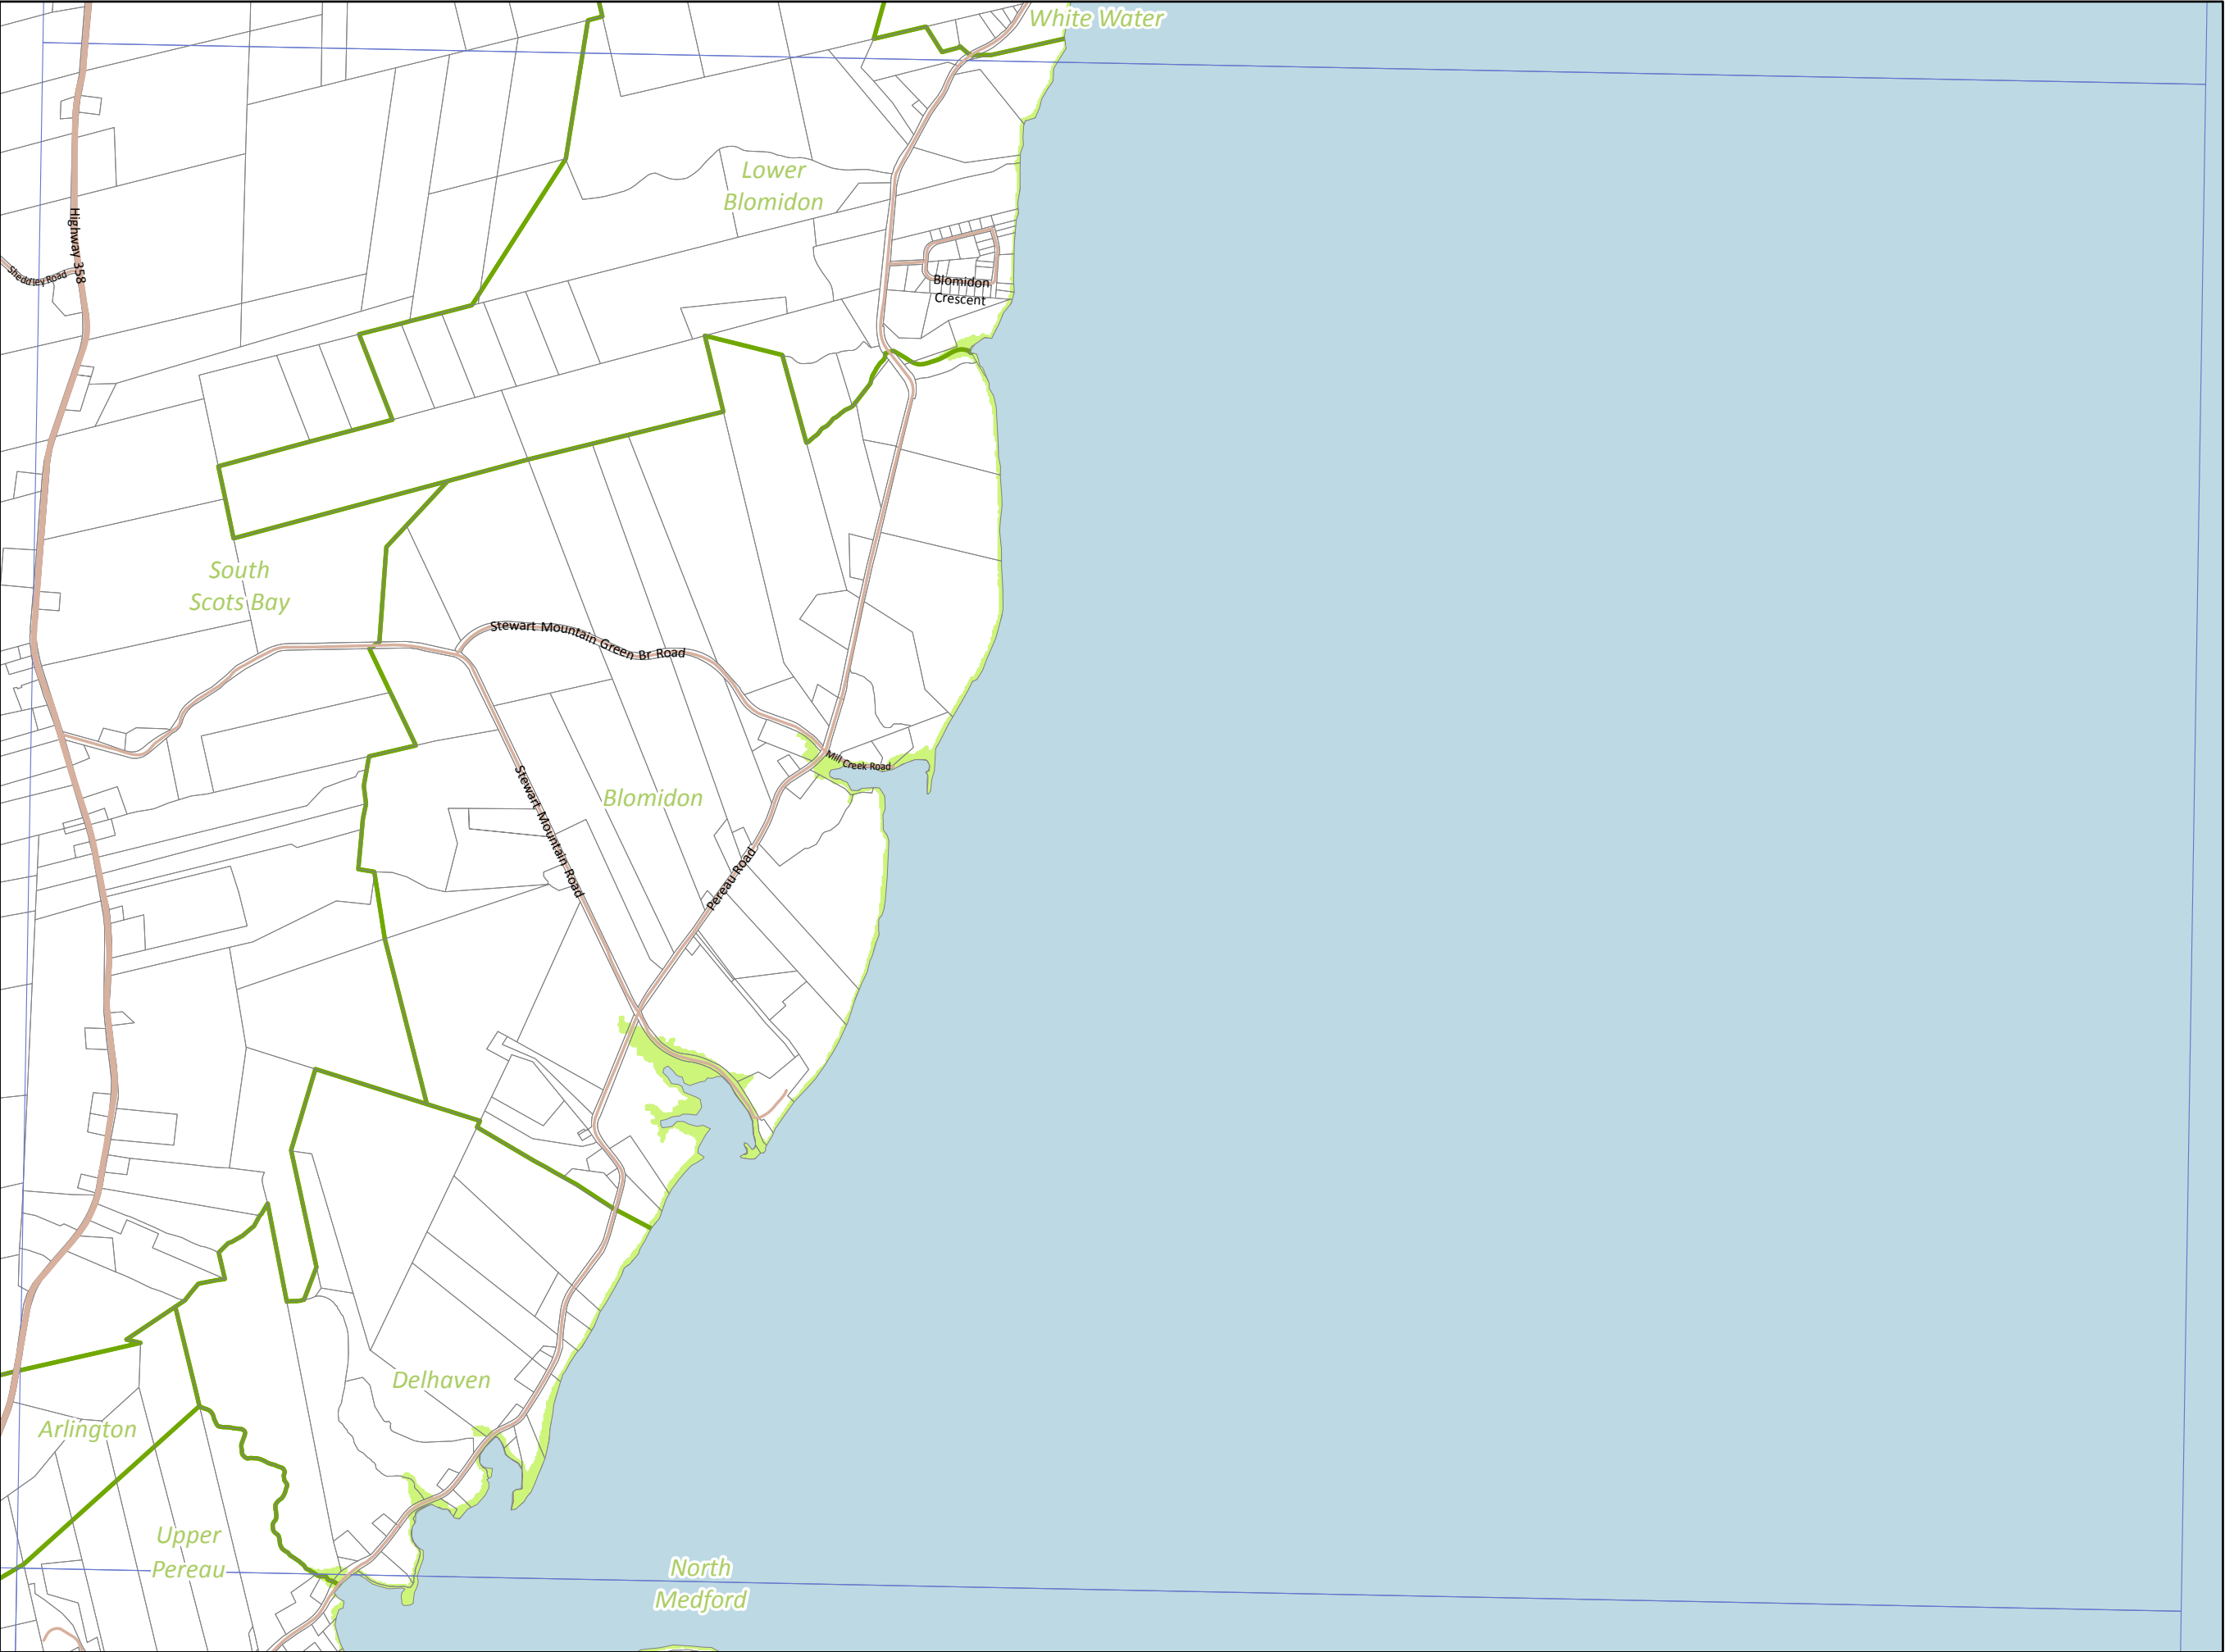 White Water
Lower
Blomidon
Highway 358
Sheddley Road
Blomidon
Crescent
South
Scots Bay
Stewart Mountain Green Br Road
Mill Creek Road
Stewart Mountain Road
Blomidon
Pereau Road
Delhaven
Arlington
Upper
Pereau
North
Medford